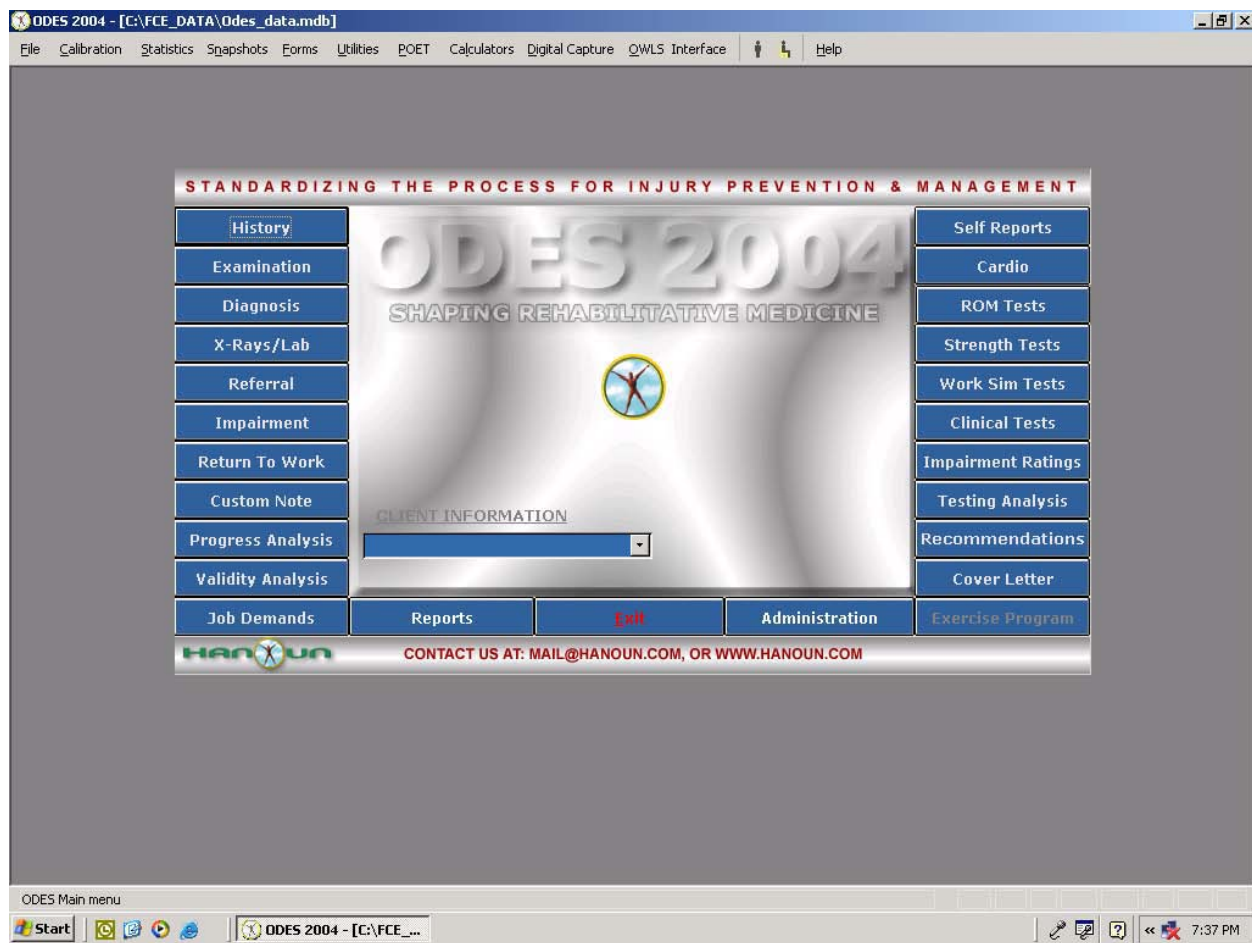 ODES 2004 - [C:\FCE_DATA\Odes_data.mdb]
File Calibration Statistics Snapshots Forms Utilities POET Calculators Digital Capture OWLS Interface Help
STANDARDIZING THE PROCESS FOR INJURY PREVENTION & MANAGEMENT
History
Examination
Diagnosis
X-Rays/Lab
Referral
Impairment
Return To Work
Custom Note
Progress Analysis
Validity Analysis
Job Demands
ODES 2004
SHAPING REHABILITATIVE MEDICINE
CLIENT INFORMATION
Reports
Exit
Administration
Self Reports
Cardio
ROM Tests
Strength Tests
Work Sim Tests
Clinical Tests
Impairment Ratings
Testing Analysis
Recommendations
Cover Letter
Exercise Program
HANOUN
CONTACT US AT: MAIL@HANOUN.COM, OR WWW.HANOUN.COM
ODES Main menu
Start ODES 2004 - [C:\FCE_... 7:37 PM